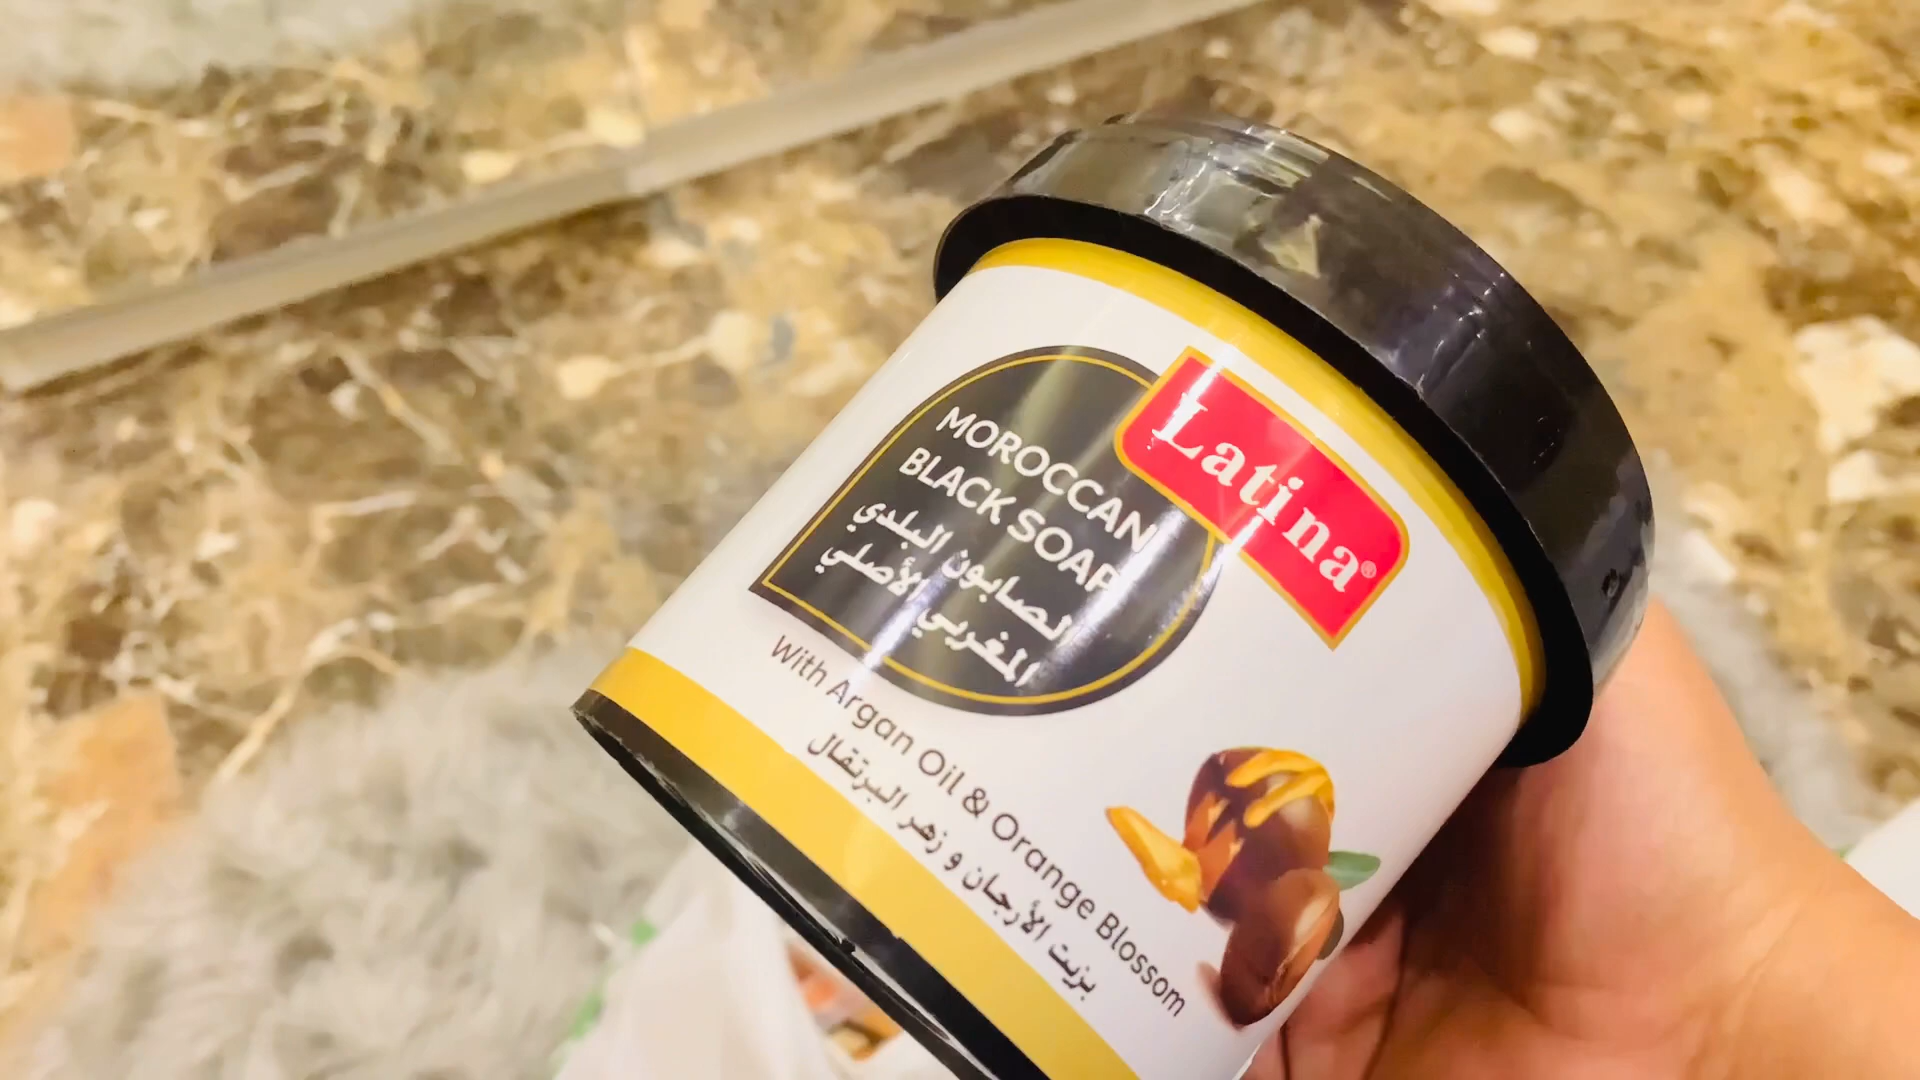 Latina®
MOROCCAN
BLACK SOAP
الصابون البلدي
المغربي الأصلي
With Argan Oil & Orange Blossom
بزيت الأرجان و زهر البرتقال